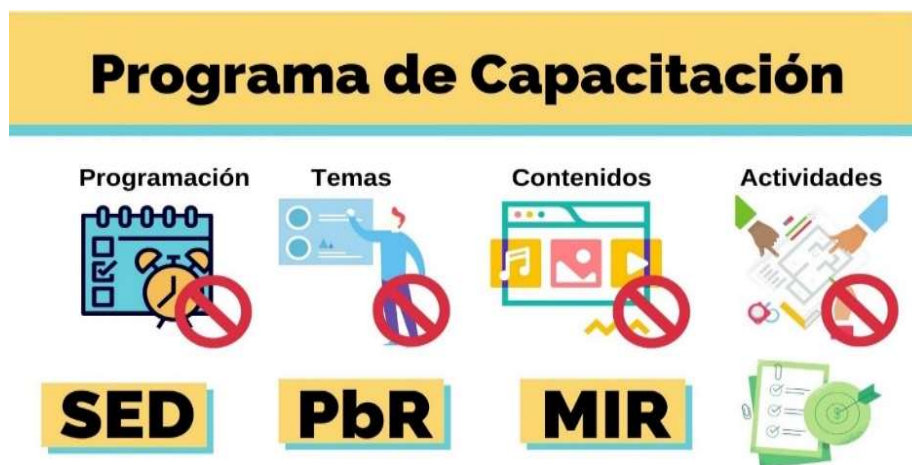 Programa de Capacitación
Programación Temas Contenidos Actividades
SED PbR MIR